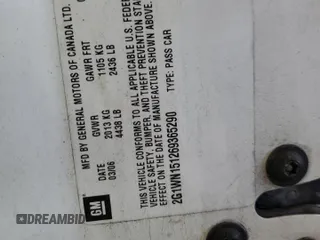 MFD BY GENERAL MOTORS OF CANADA LTD.
DATE GVWR GAWR FRT
03/06 2013 KG 1105 KG
4438 LB 2436 LB
THIS VEHICLE CONFORMS TO ALL APPLICABLE U.S. FEDE
VEHICLE SAFETY, BUMPER, AND THEFT PREVENTION STA
EFFECT ON THE DATE OF MANUFACTURE SHOWN ABOVE.
2G1WN151269365290 TYPE: PASS CAR
GM
DREAMBID